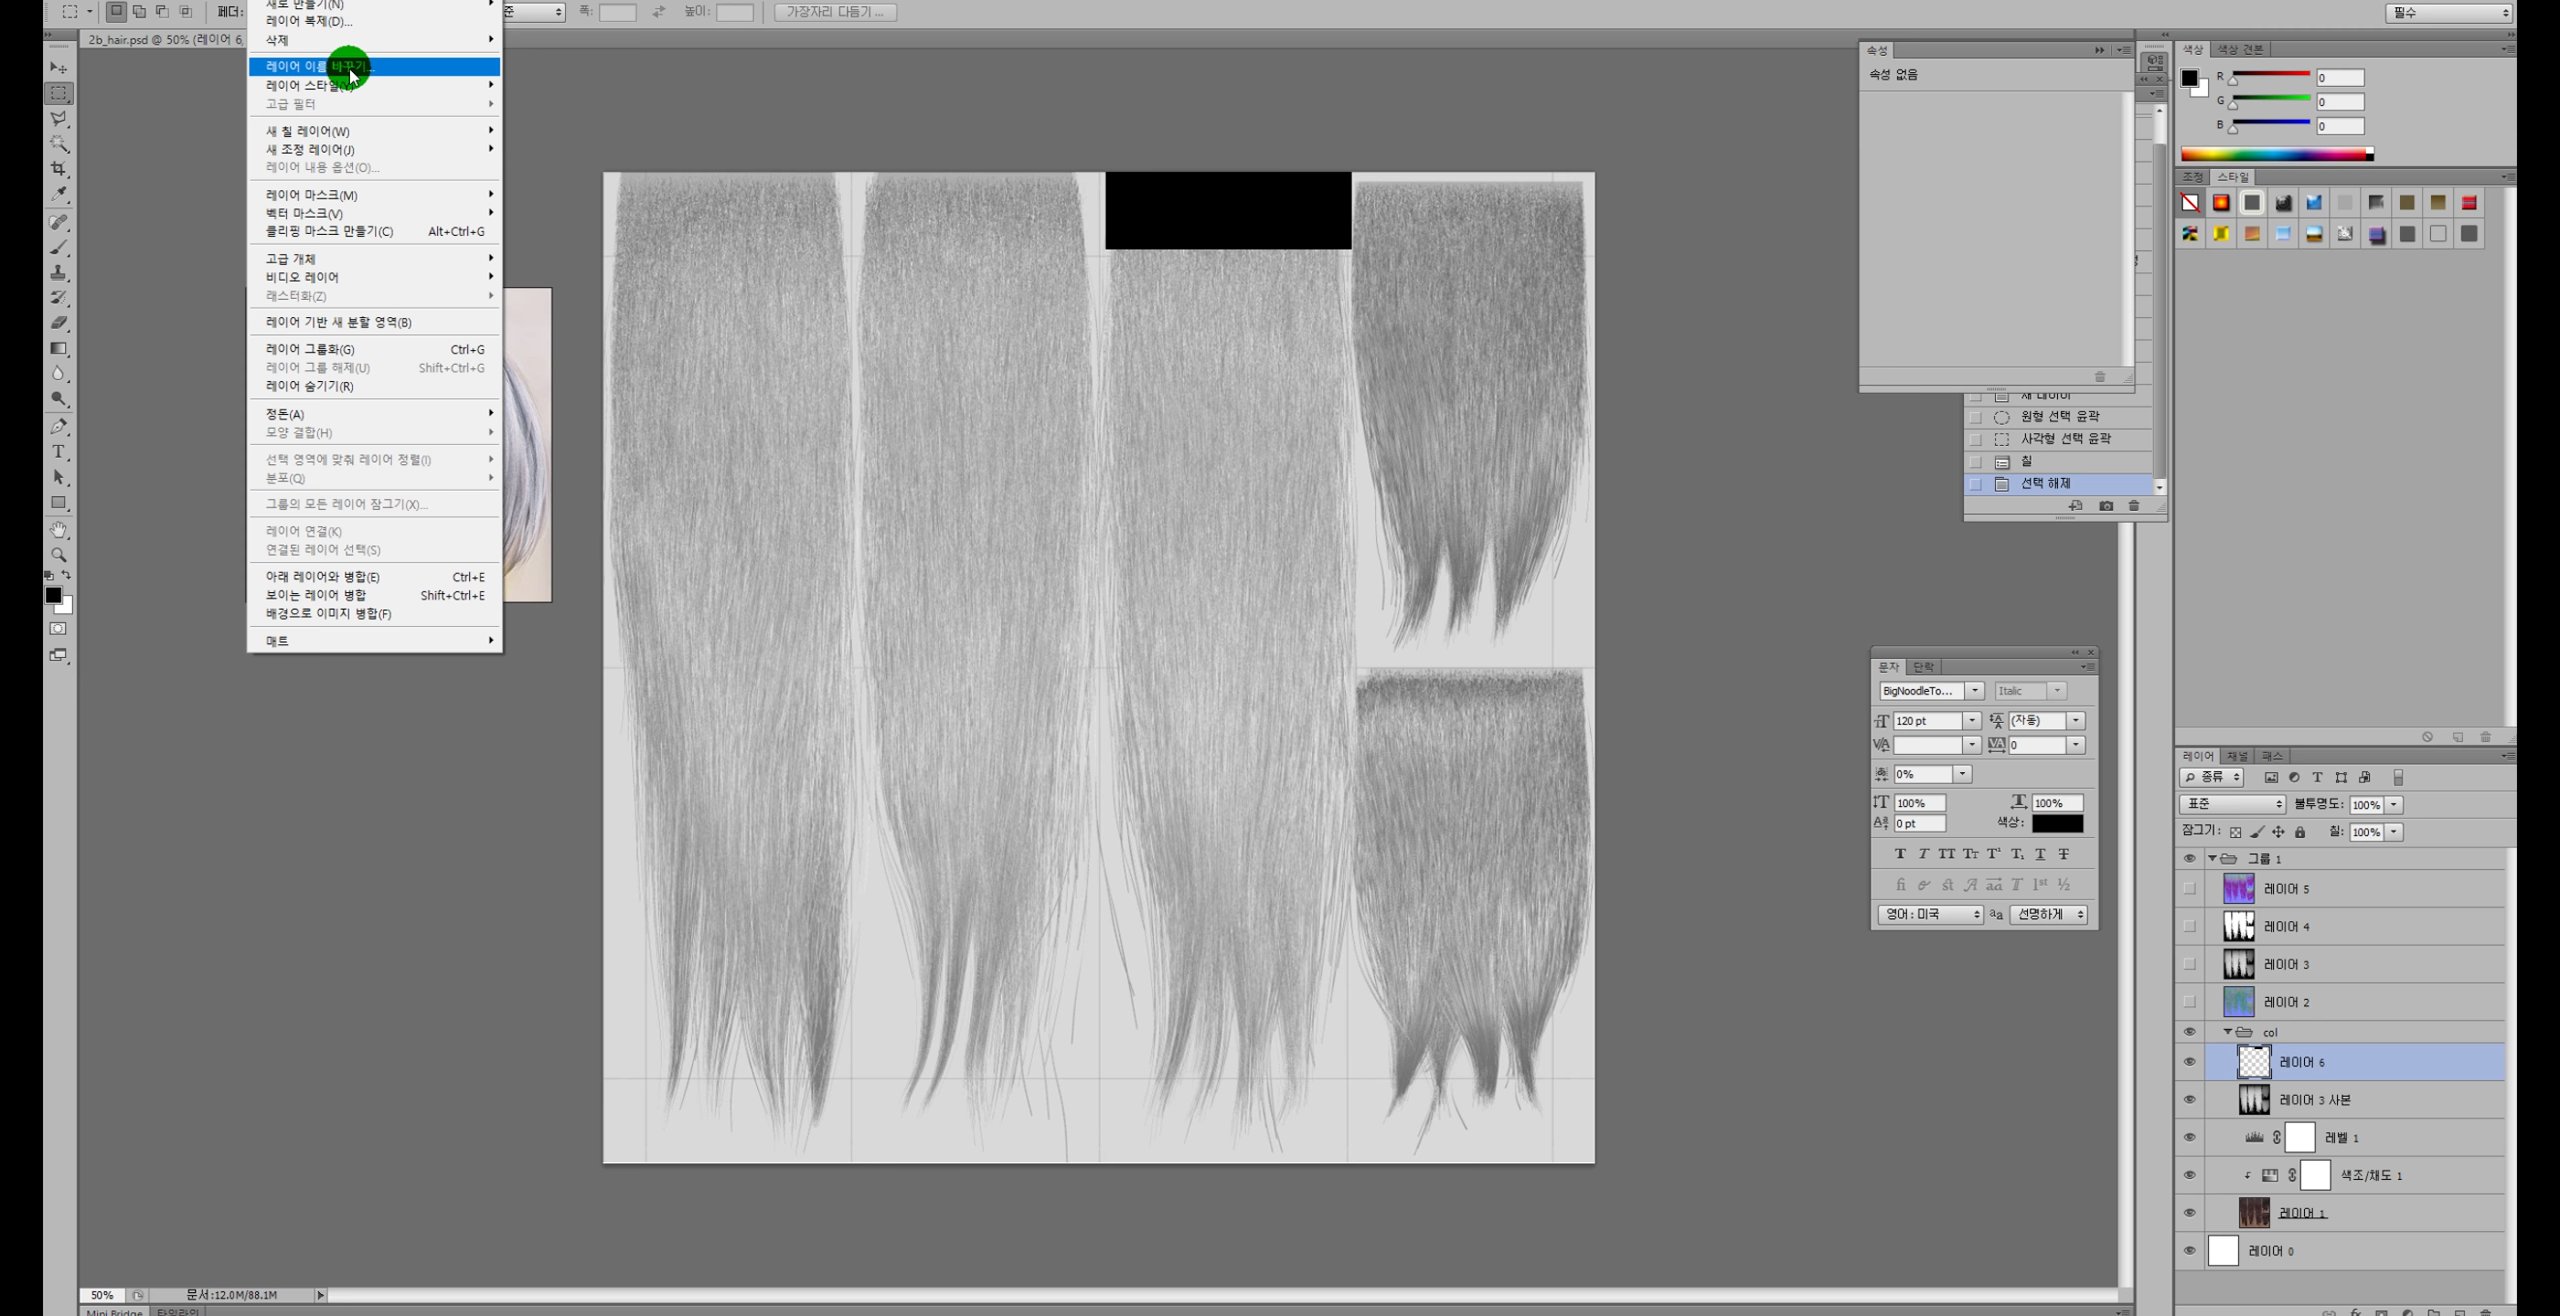 새로 만들기(N)
레이어 복제(D)...
삭제
레이어 이름 바꾸기...
레이어 스타일(Y)
고급 필터
새 칠 레이어(W)
새 조정 레이어(J)
레이어 내용 옵션(O)...
레이어 마스크(M)
벡터 마스크(V)
클리핑 마스크 만들기(C) Alt+Ctrl+G
고급 개체
비디오 레이어
래스터화(Z)
레이어 기반 새 분할 영역(B)
레이어 그룹화(G) Ctrl+G
레이어 그룹 해제(U) Shift+Ctrl+G
레이어 숨기기(R)
정돈(A)
모양 결합(H)
선택 영역에 맞춰 레이어 정렬(I)
분포(Q)
그룹의 모든 레이어 잠그기(X)...
레이어 연결(K)
연결된 레이어 선택(S)
아래 레이어와 병합(E) Ctrl+E
보이는 레이어 병합 Shift+Ctrl+E
배경으로 이미지 병합(F)
매트
페더:
준
폭:
높이:
가장자리 다듬기...
필수
2b_hair.psd @ 50% (레이어 6,
속성
속성 없음
새 레이어
원형 선택 윤곽
사각형 선택 윤곽
칠
선택 해제
색상 색상 견본
R 0
G 0
B 0
조정 스타일
문자 단락
BigNoodleTo... Italic
120 pt (자동)
0
0%
100% 100%
0 pt 색상:
영어: 미국 aa 선명하게
레이어 채널 패스
종류
표준 불투명도: 100%
잠그기: 칠: 100%
그룹 1
레이어 5
레이어 4
레이어 3
레이어 2
col
레이어 6
레이어 3 사본
레벨 1
색조/채도 1
레이어 1
레이어 0
50% 문서:12.0M/88.1M
Mini Bridge 타임라인